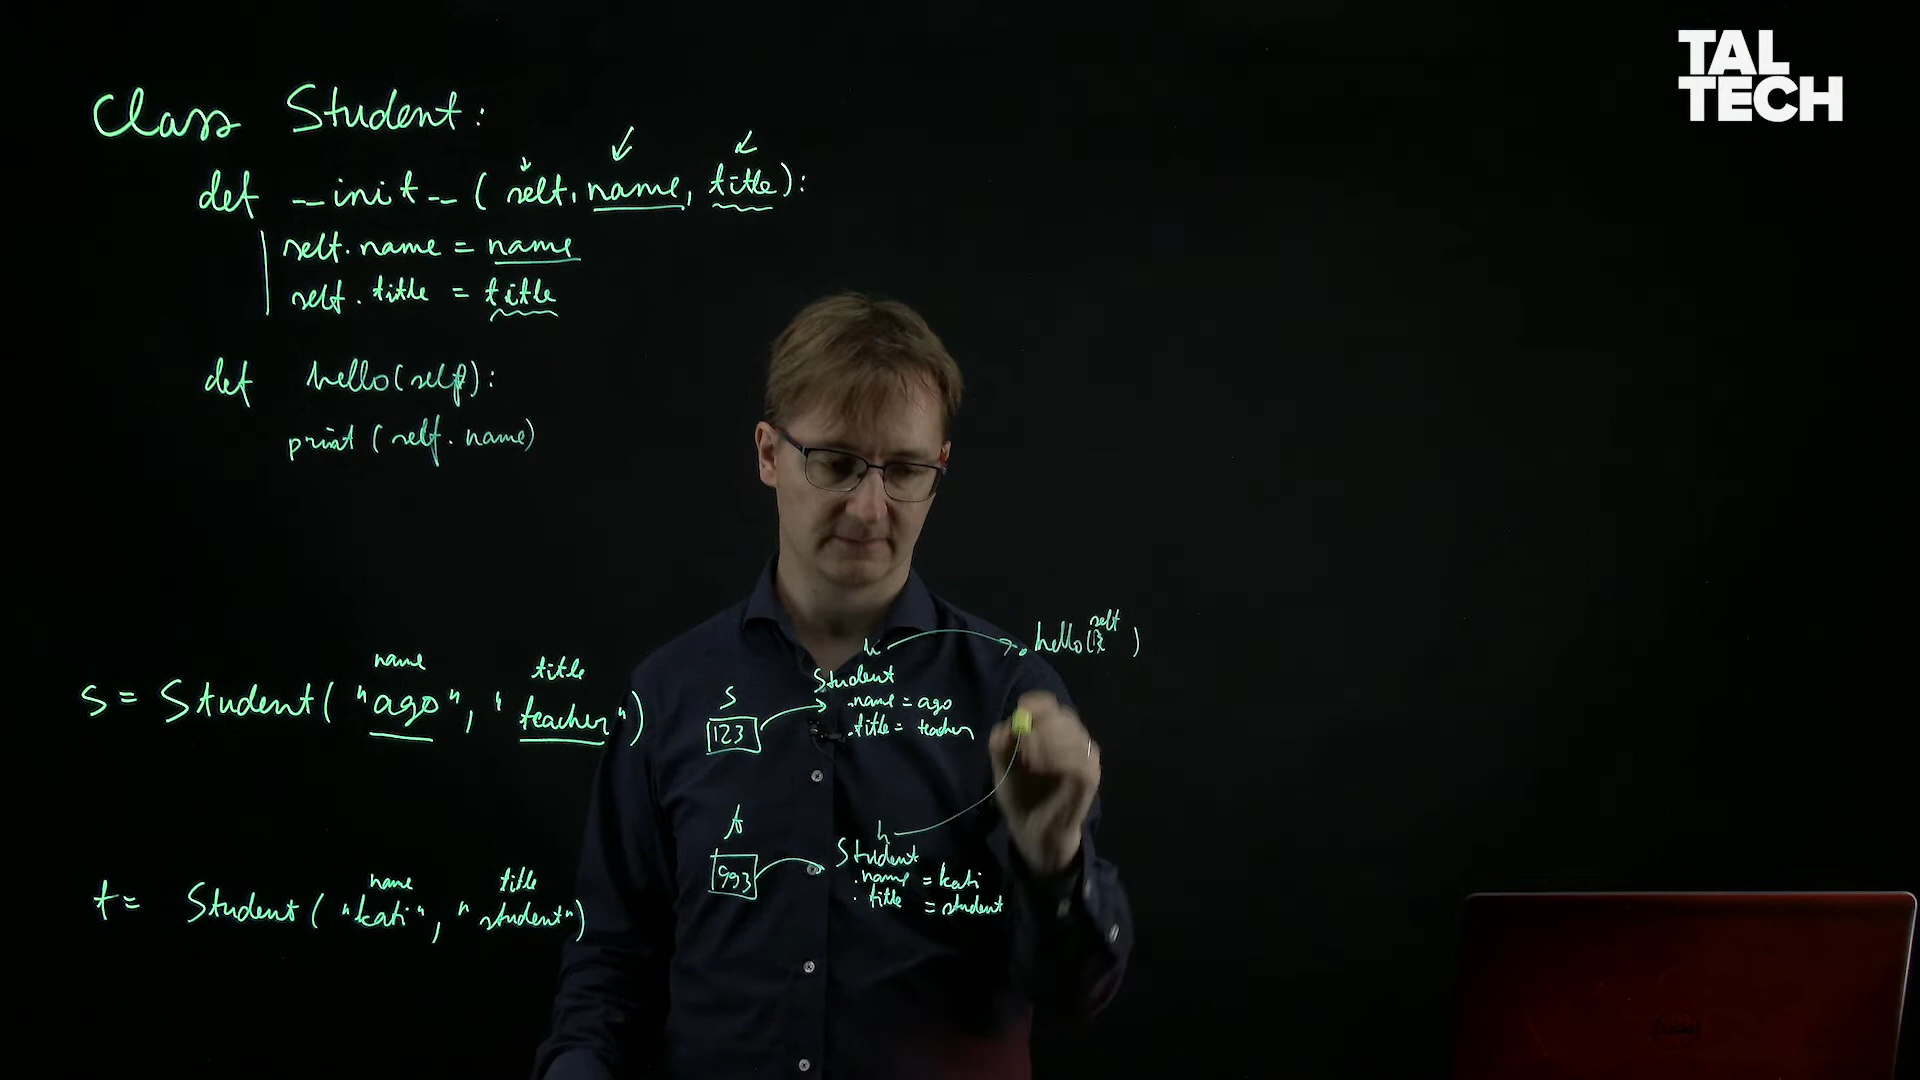 TAL
TECH
Class Student:
def __init__(self, name, title):
self.name = name
self.title = title
def hello(self):
print(self.name)
self
hello( )
h
name title
s = Student("ago", "teacher")
s
123
Student
.name = ago
.title = teacher
name title
t = Student("kati", "student")
t
993
h
Student
.name = kati
.title = student